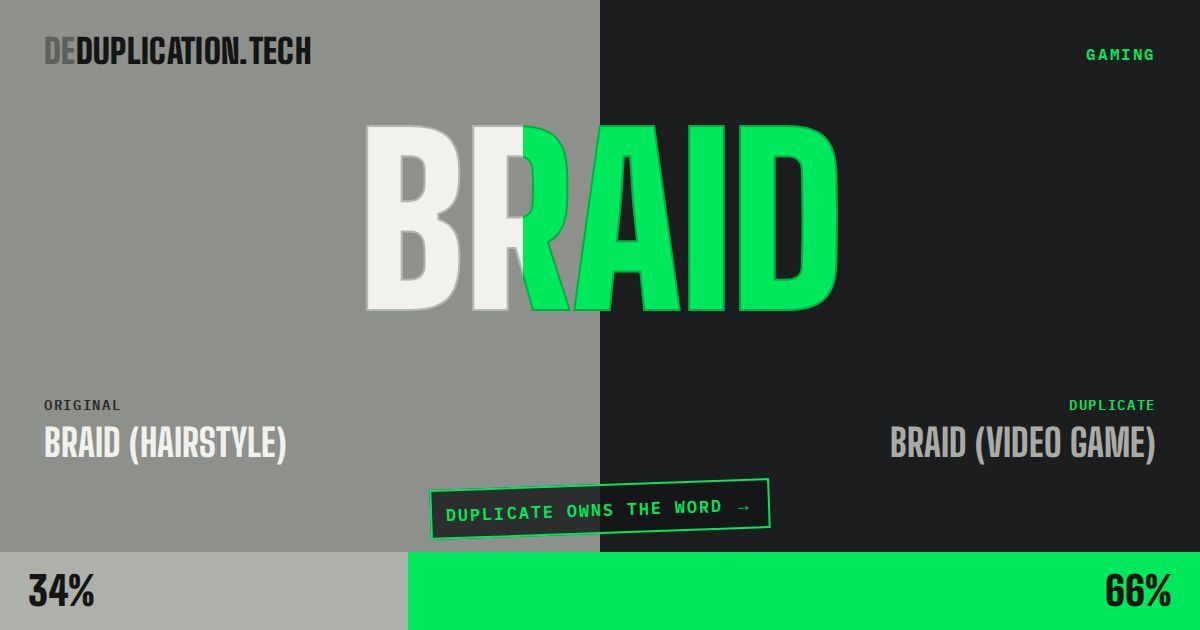 DEDUPLICATION.TECH
GAMING
BRAID
ORIGINAL
BRAID (HAIRSTYLE)
DUPLICATE
BRAID (VIDEO GAME)
DUPLICATE OWNS THE WORD →
34%
66%